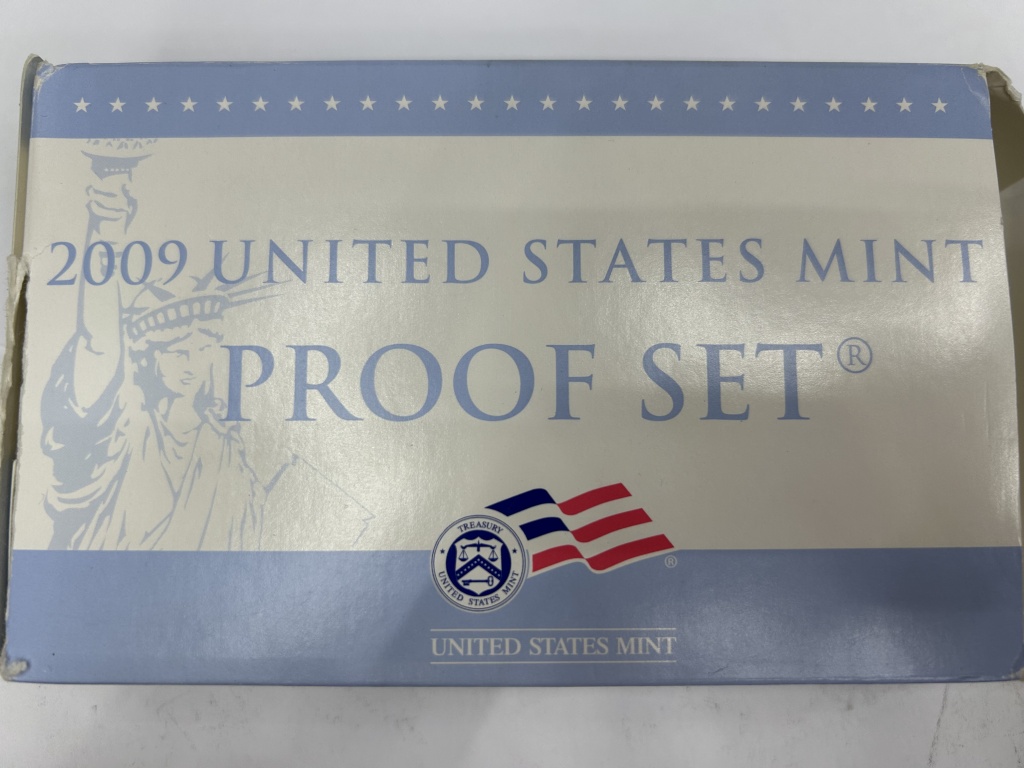 2009 UNITED STATES MINT
PROOF SET®
TREASURY
UNITED STATES MINT
®
UNITED STATES MINT